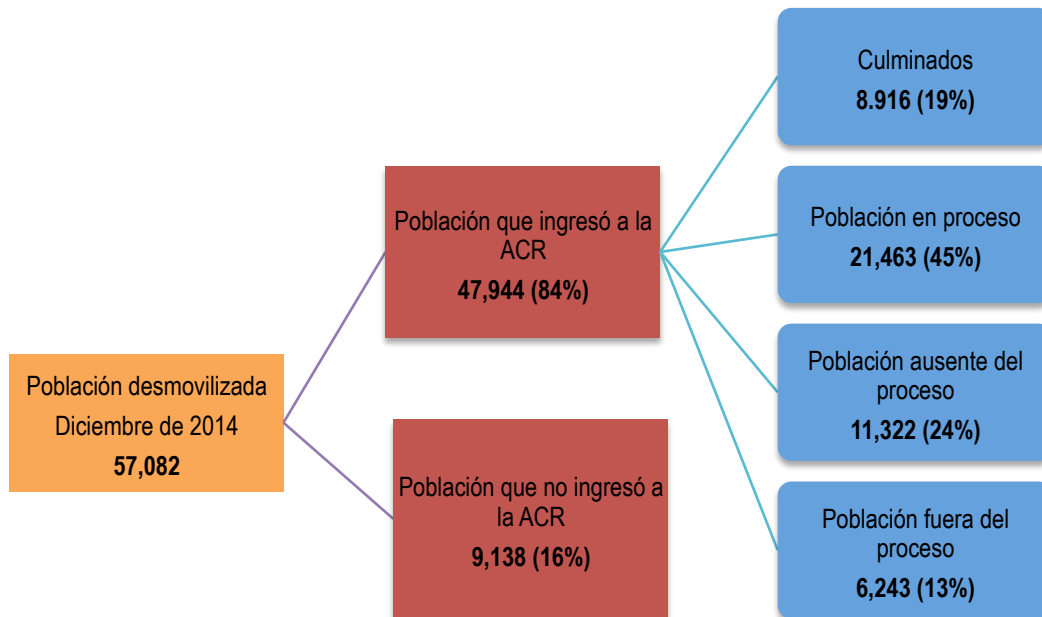 Población desmovilizada
Diciembre de 2014
57,082
Población que ingresó a la
ACR
47,944 (84%)
Población que no ingresó a
la ACR
9,138 (16%)
Culminados
8.916 (19%)
Población en proceso
21,463 (45%)
Población ausente del
proceso
11,322 (24%)
Población fuera del
proceso
6,243 (13%)